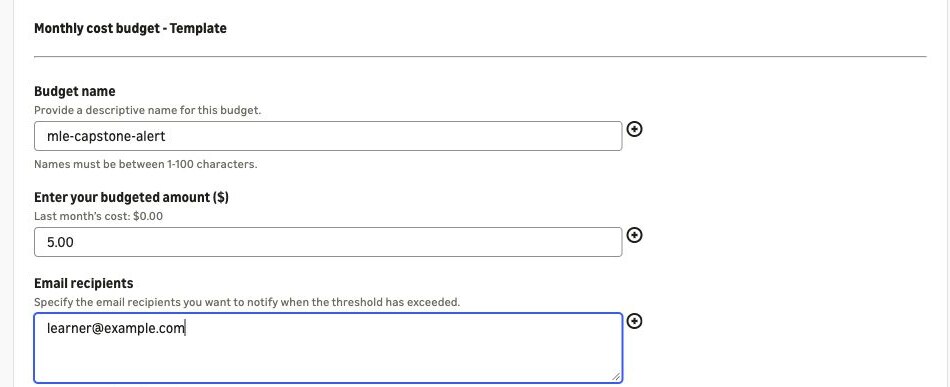 Monthly cost budget - Template
Budget name
Provide a descriptive name for this budget.
mle-capstone-alert
Names must be between 1-100 characters.
Enter your budgeted amount ($)
Last month's cost: $0.00
5.00
Email recipients
Specify the email recipients you want to notify when the threshold has exceeded.
learner@example.com